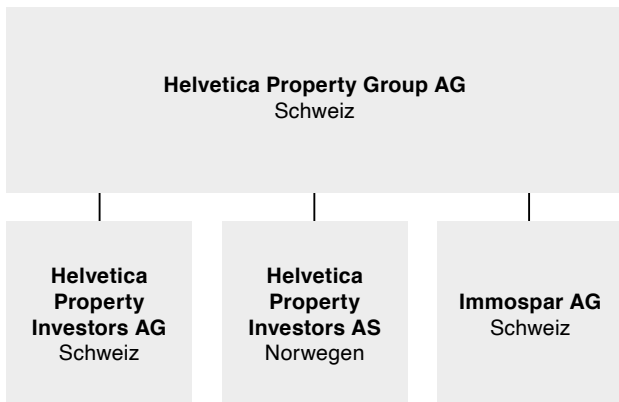 Helvetica Property Group AG
Schweiz
Helvetica
Property
Investors AG
Schweiz
Helvetica
Property
Investors AS
Norwegen
Immospar AG
Schweiz